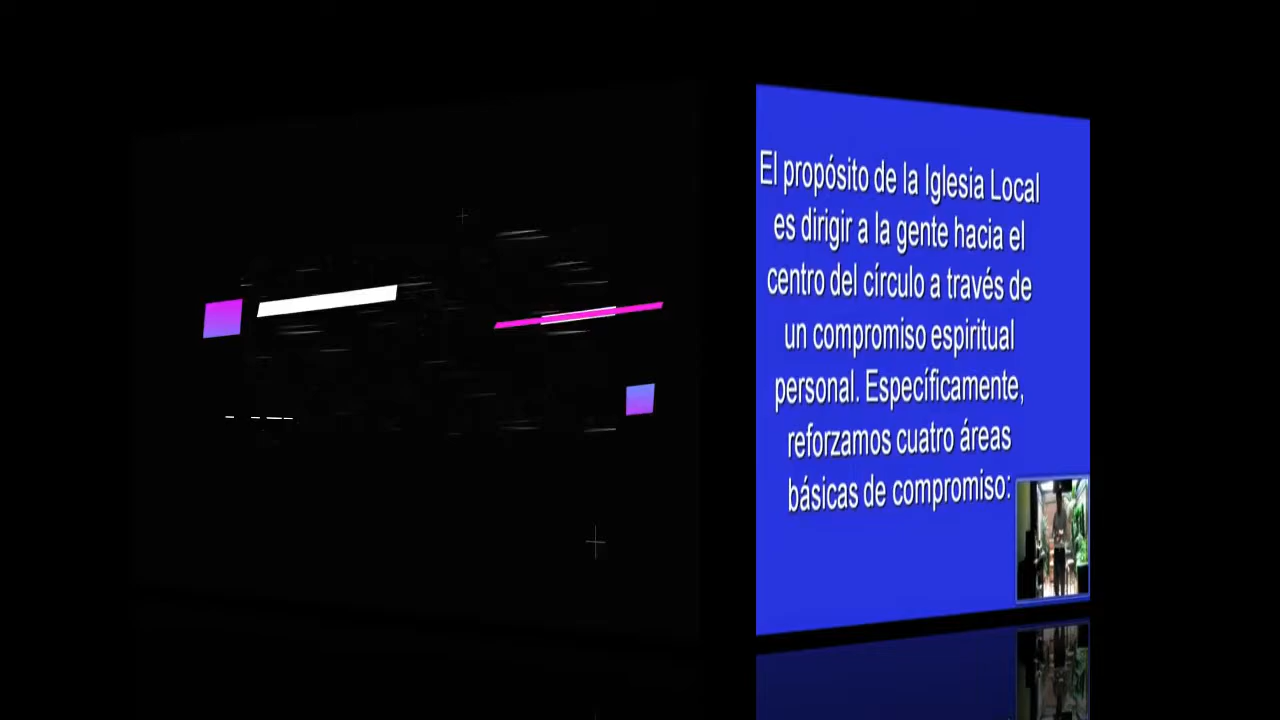 El propósito de la Iglesia Local
es dirigir a la gente hacia el
centro del círculo a través de
un compromiso espiritual
personal. Específicamente,
reforzamos cuatro áreas
básicas de compromiso: